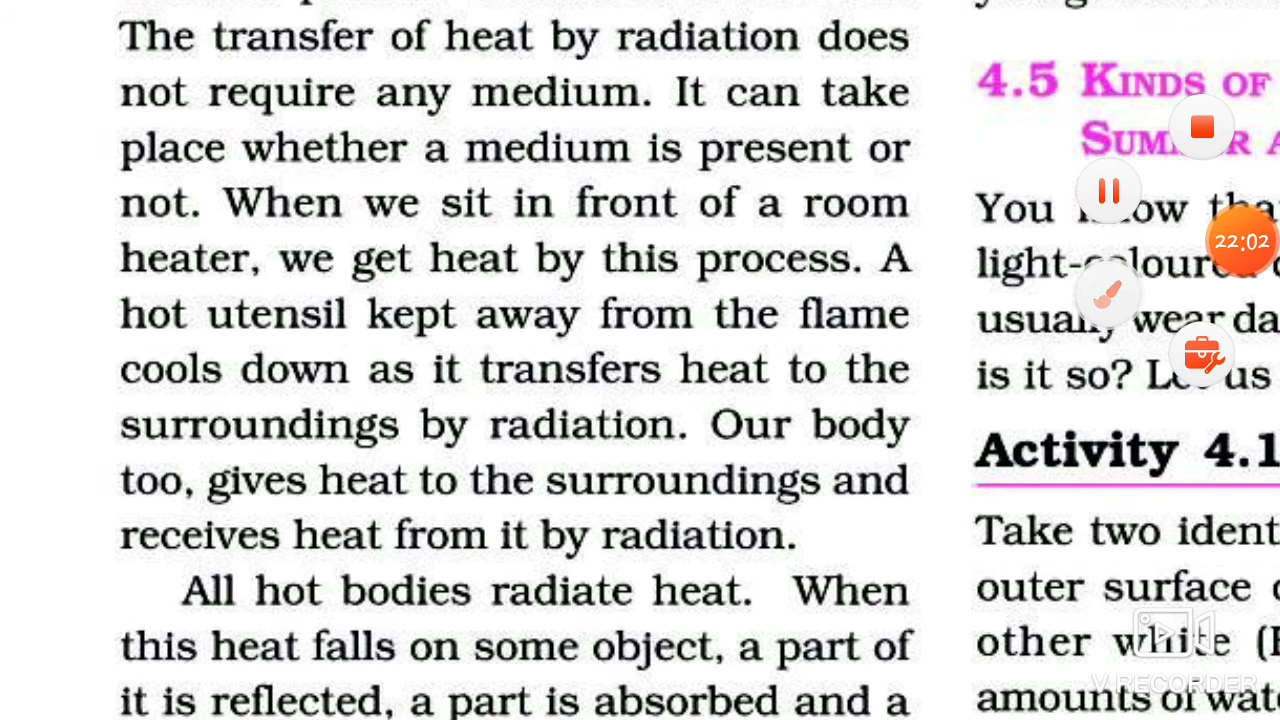 The transfer of heat by radiation does
not require any medium. It can take
place whether a medium is present or
not. When we sit in front of a room
heater, we get heat by this process. A
hot utensil kept away from the flame
cools down as it transfers heat to the
surroundings by radiation. Our body
too, gives heat to the surroundings and
receives heat from it by radiation.
All hot bodies radiate heat. When
this heat falls on some object, a part of
it is reflected, a part is absorbed and a
4.5 KINDS OF
You
light-coloured
usually wear
is it so? Let us
Activity 4.1
Take two
outer surface
other white
amounts of
22:02
V RECORDER